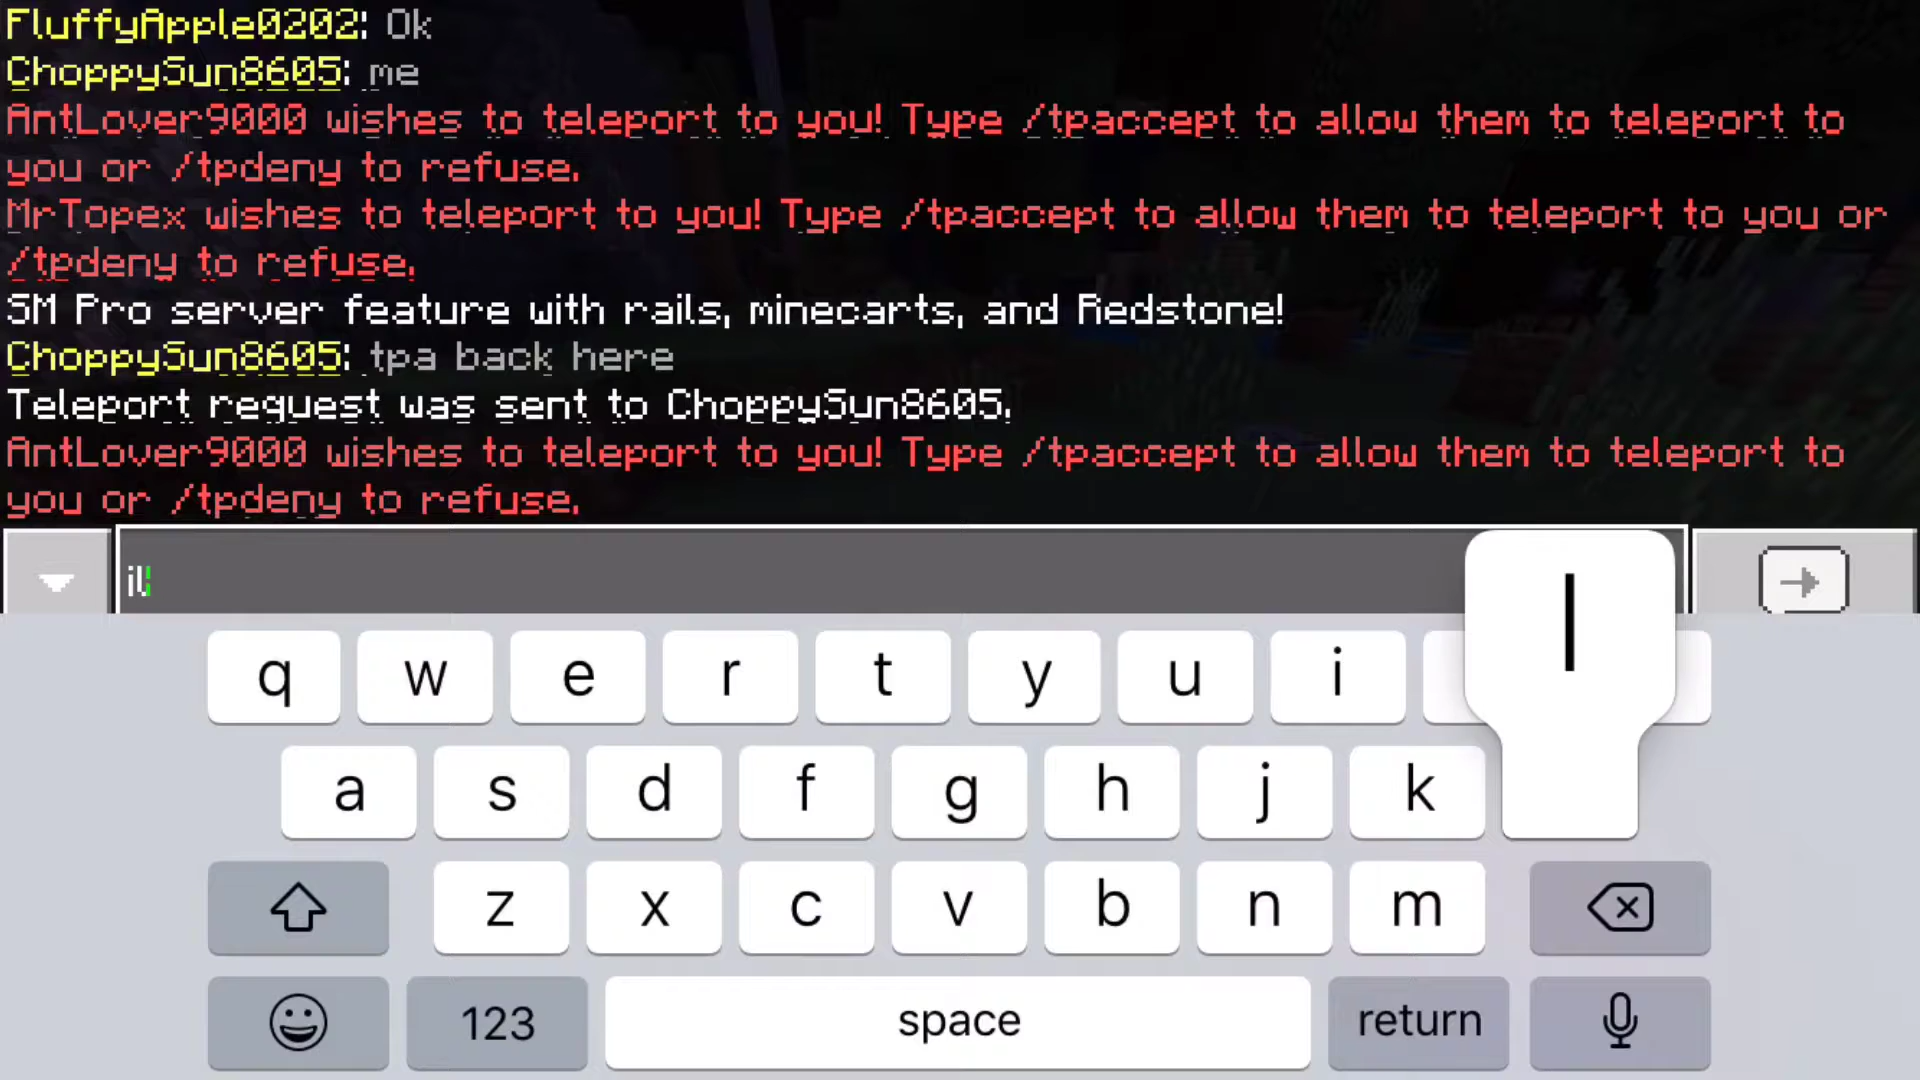 FluffyApple0202: Ok
ChoppySun8605: me
AntLover9000 wishes to teleport to you! Type /tpaccept to allow them to teleport to
you or /tpdeny to refuse.
MrTopex wishes to teleport to you! Type /tpaccept to allow them to teleport to you or
/tpdeny to refuse.
SM Pro server feature with rails, minecarts, and Redstone!
ChoppySun8605: tpa back here
Teleport request was sent to ChoppySun8605.
AntLover9000 wishes to teleport to you! Type /tpaccept to allow them to teleport to
you or /tpdeny to refuse.
il
q w e r t y u i
a s d f g h j k l
z x c v b n m
123 space return